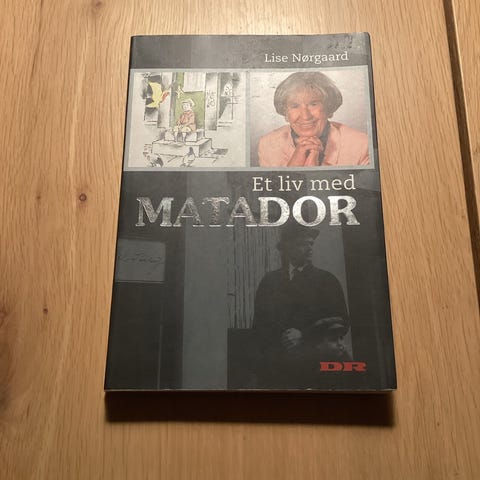 Lise Nørgaard
Et liv med
MATADOR
DR